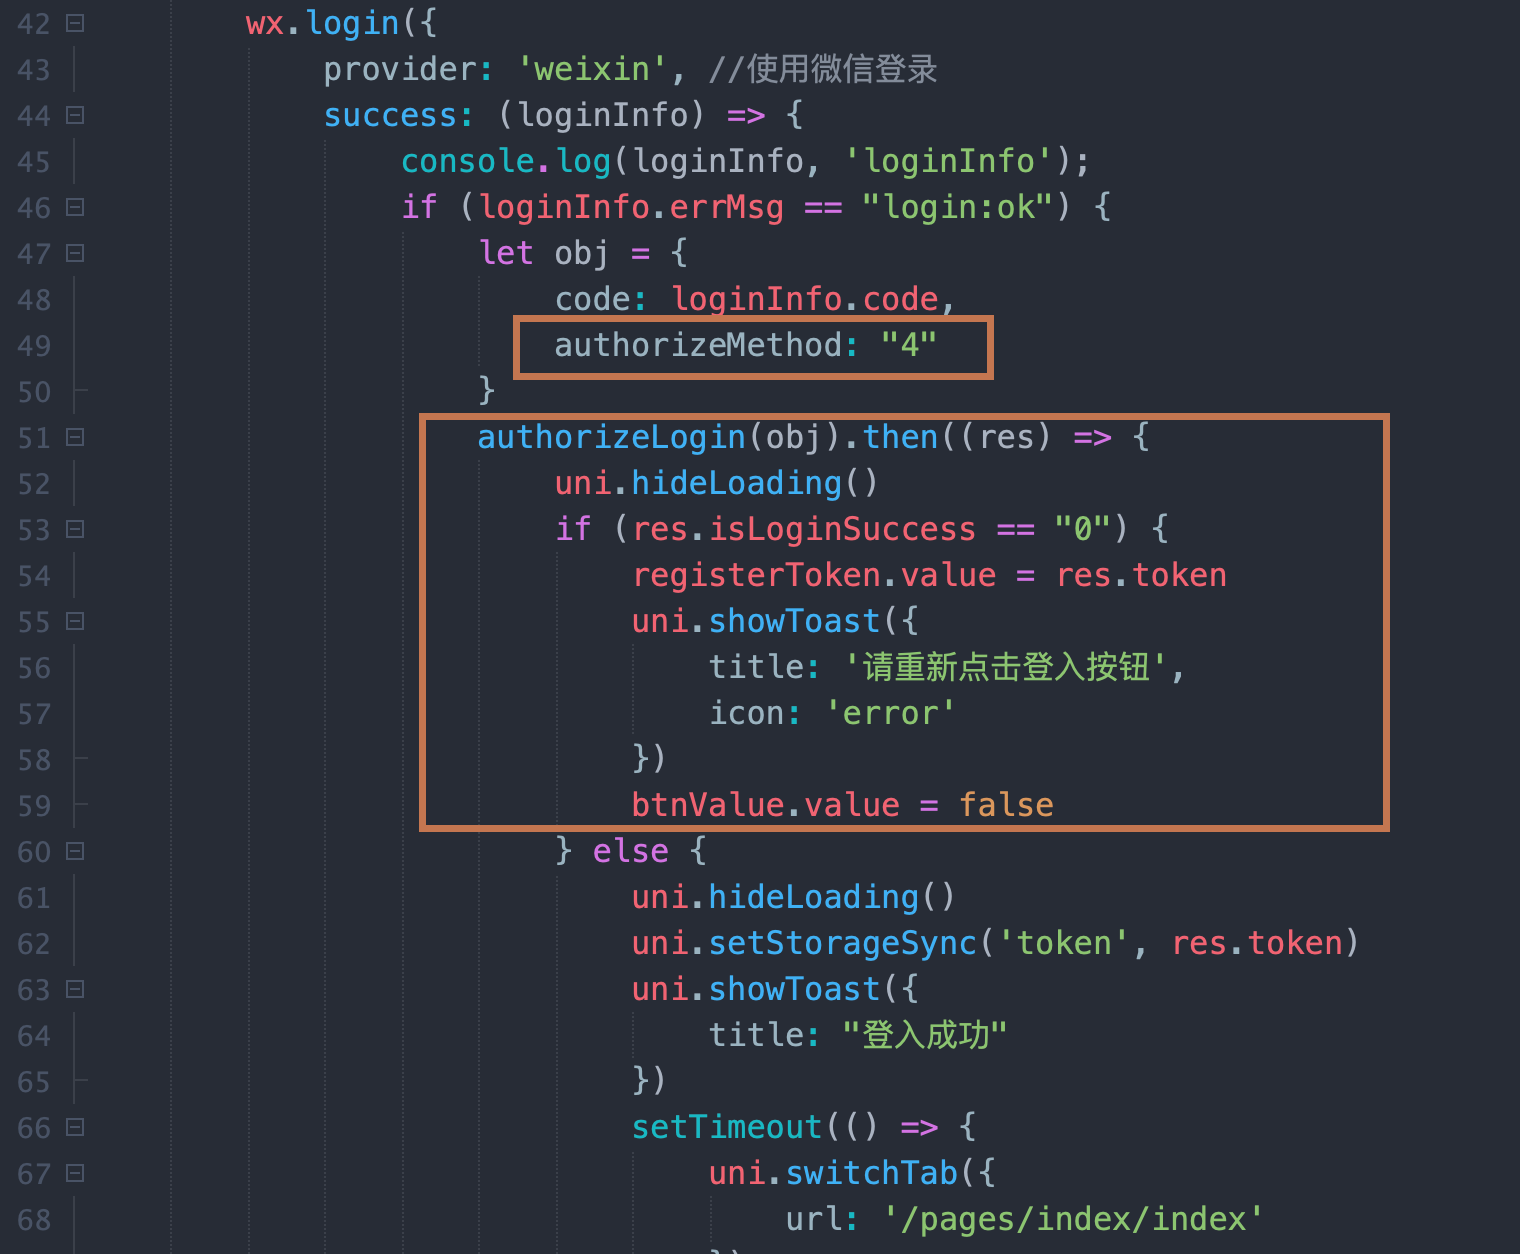 42 wx.login({
43 provider: 'weixin', //使用微信登录
44 success: (loginInfo) => {
45 console.log(loginInfo, 'loginInfo');
46 if (loginInfo.errMsg == "login:ok") {
47 let obj = {
48 code: loginInfo.code,
49 authorizeMethod: "4"
50 }
51 authorizeLogin(obj).then((res) => {
52 uni.hideLoading()
53 if (res.isLoginSuccess == "0") {
54 registerToken.value = res.token
55 uni.showToast({
56 title: '请重新点击登入按钮',
57 icon: 'error'
58 })
59 btnValue.value = false
60 } else {
61 uni.hideLoading()
62 uni.setStorageSync('token', res.token)
63 uni.showToast({
64 title: "登入成功"
65 })
66 setTimeout(() => {
67 uni.switchTab({
68 url: '/pages/index/index'